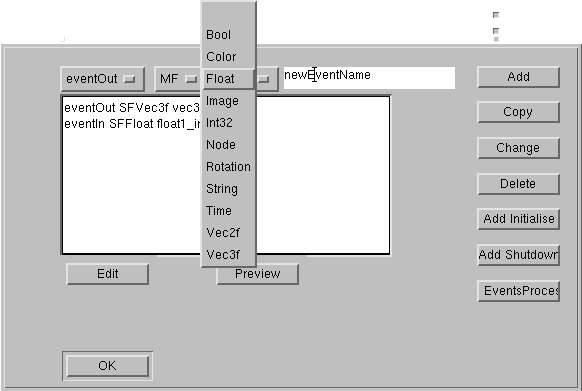 Bool
Color
eventOut MF Float newEventName Add
Image
eventOut SFVec3f vec3
eventIn SFFloat float1_in
Int32
Node
Rotation
String
Time
Vec2f
Vec3f
Copy
Change
Delete
Add Initialise
Add Shutdown
EventsProces
Edit Preview
OK